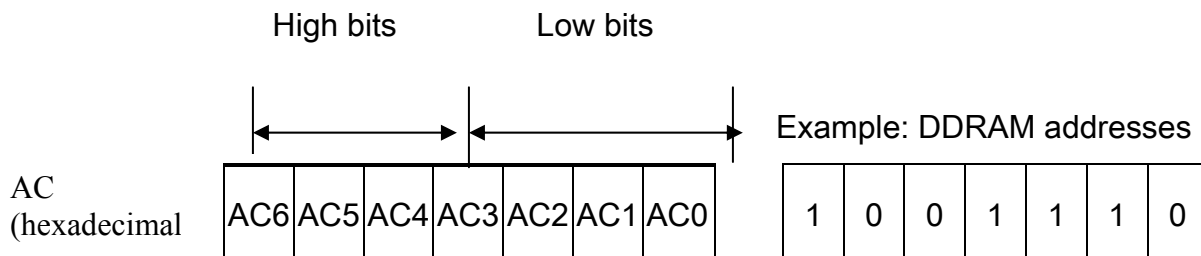 High bits Low bits
Example: DDRAM addresses
AC
(hexadecimal
AC6 AC5 AC4 AC3 AC2 AC1 AC0 1 0 0 1 1 1 0